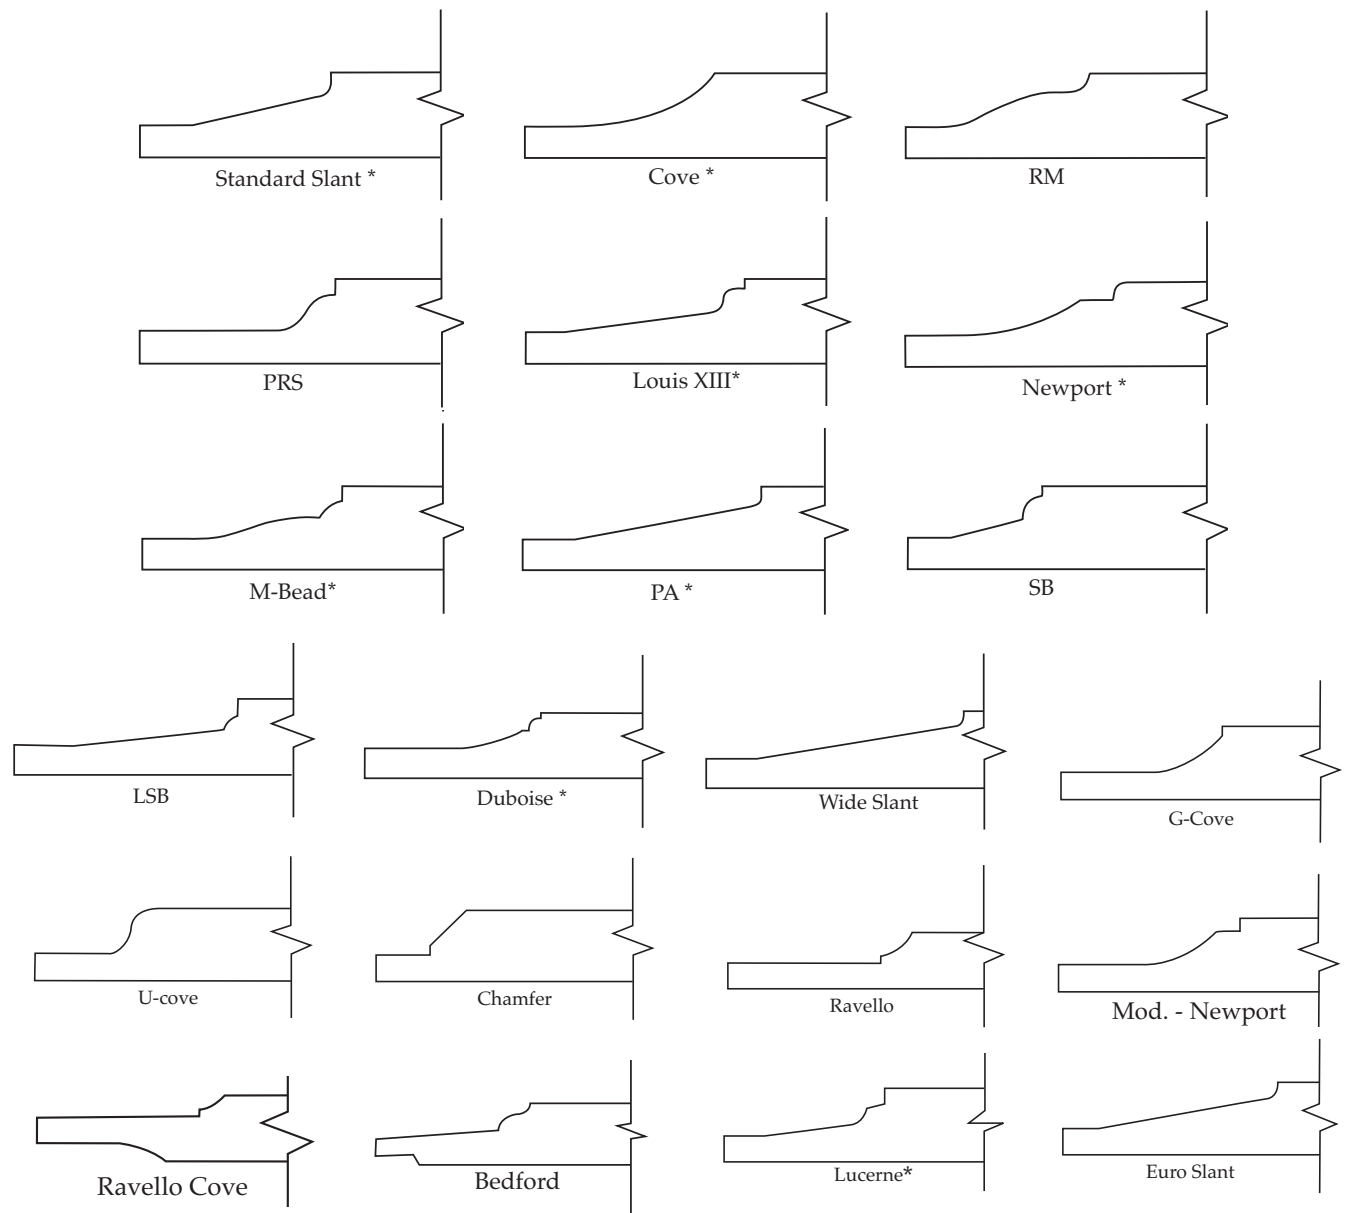 Standard Slant *
Cove *
RM
PRS
Louis XIII*
Newport *
M-Bead*
PA *
SB
LSB
Duboise *
Wide Slant
G-Cove
U-cove
Chamfer
Ravello
Mod. - Newport
Ravello Cove
Bedford
Lucerne*
Euro Slant